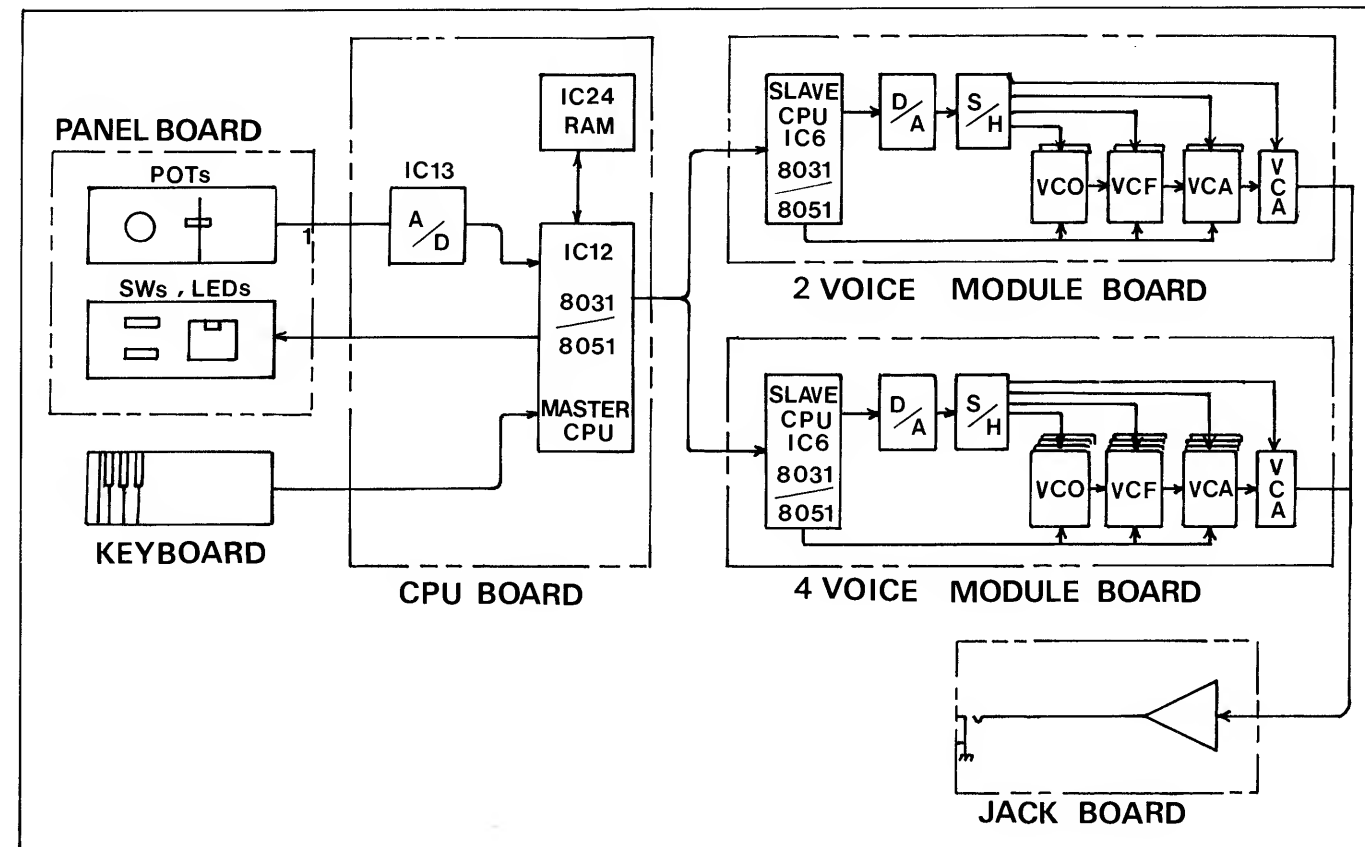 PANEL BOARD
POTs
1
SWs , LEDs
KEYBOARD
IC24
RAM
IC13
A/D
IC12
8031
8051
MASTER
CPU
CPU BOARD
SLAVE
CPU
IC6
8031
8051
D/A
S/H
VCO
VCF
VCA
VCA
2 VOICE MODULE BOARD
SLAVE
CPU
IC6
8031
8051
D/A
S/H
VCO
VCF
VCA
VCA
4 VOICE MODULE BOARD
JACK BOARD